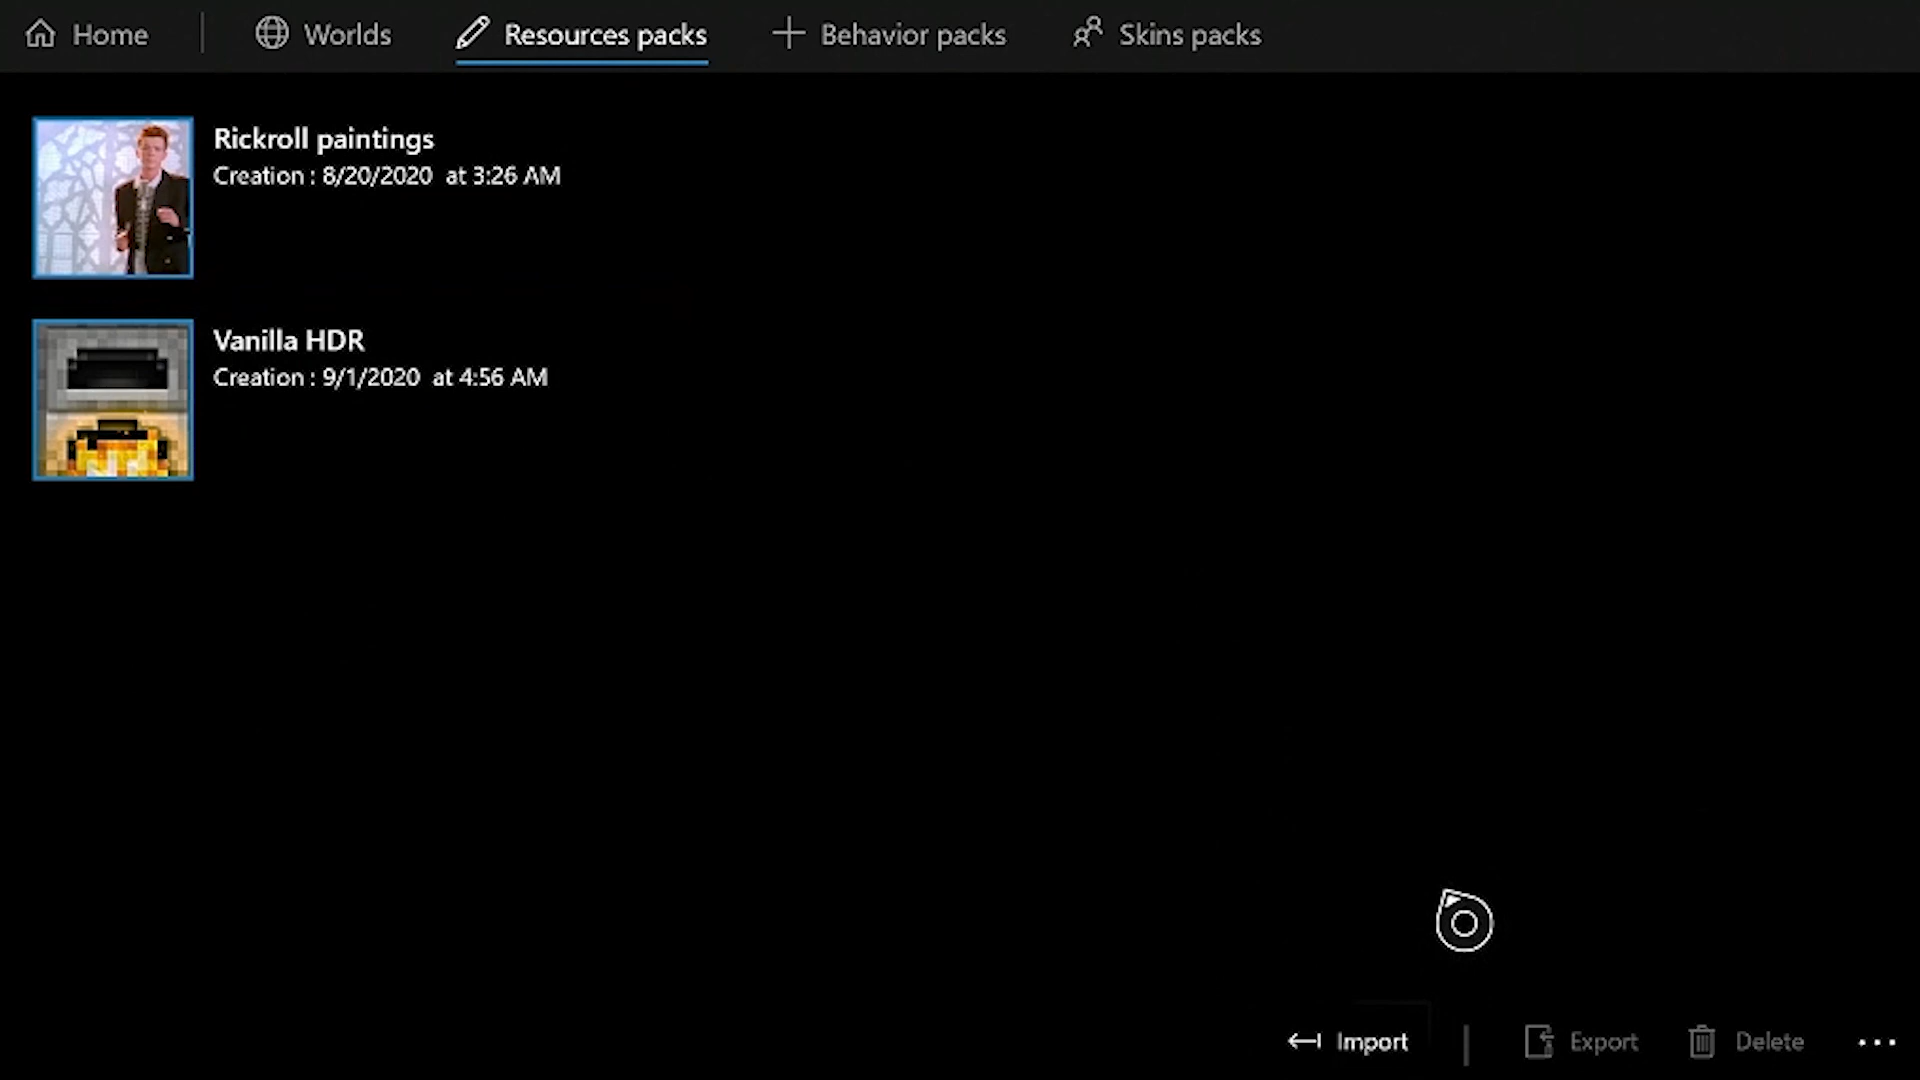 Home
Worlds
Resources packs
Behavior packs
Skins packs
Rickroll paintings
Creation : 8/20/2020 at 3:26 AM
Vanilla HDR
Creation : 9/1/2020 at 4:56 AM
Import
Export
Delete